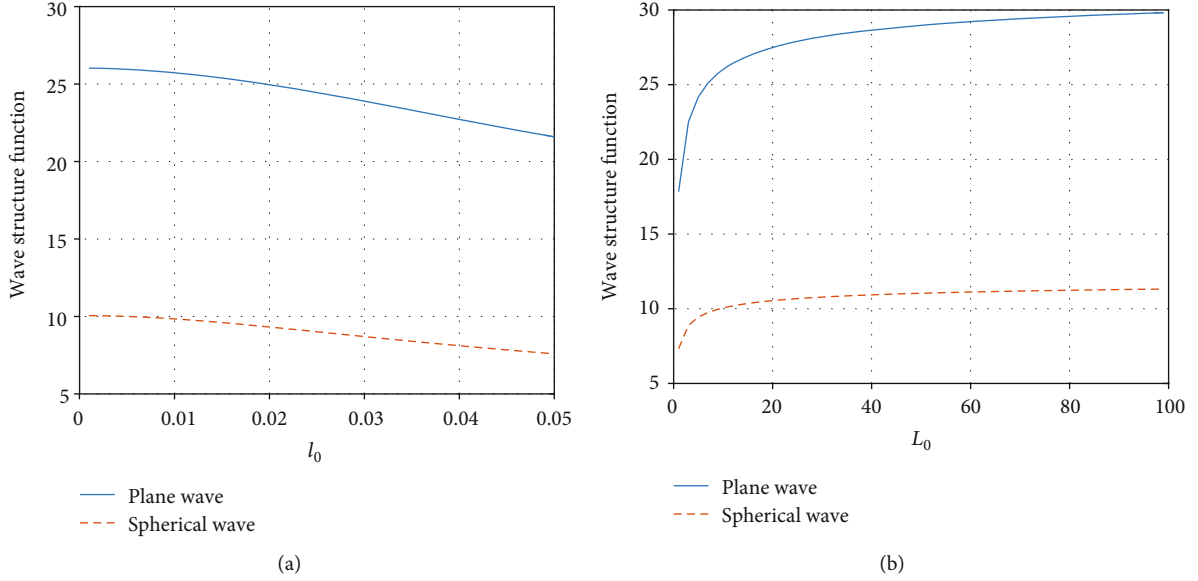 30
25
20
15
10
5
0
0.01
0.02
0.03
0.04
0.05
Wave structure function
l0
Plane wave
Spherical wave
(a)
30
25
20
15
10
5
0
20
40
60
80
100
Wave structure function
L0
Plane wave
Spherical wave
(b)